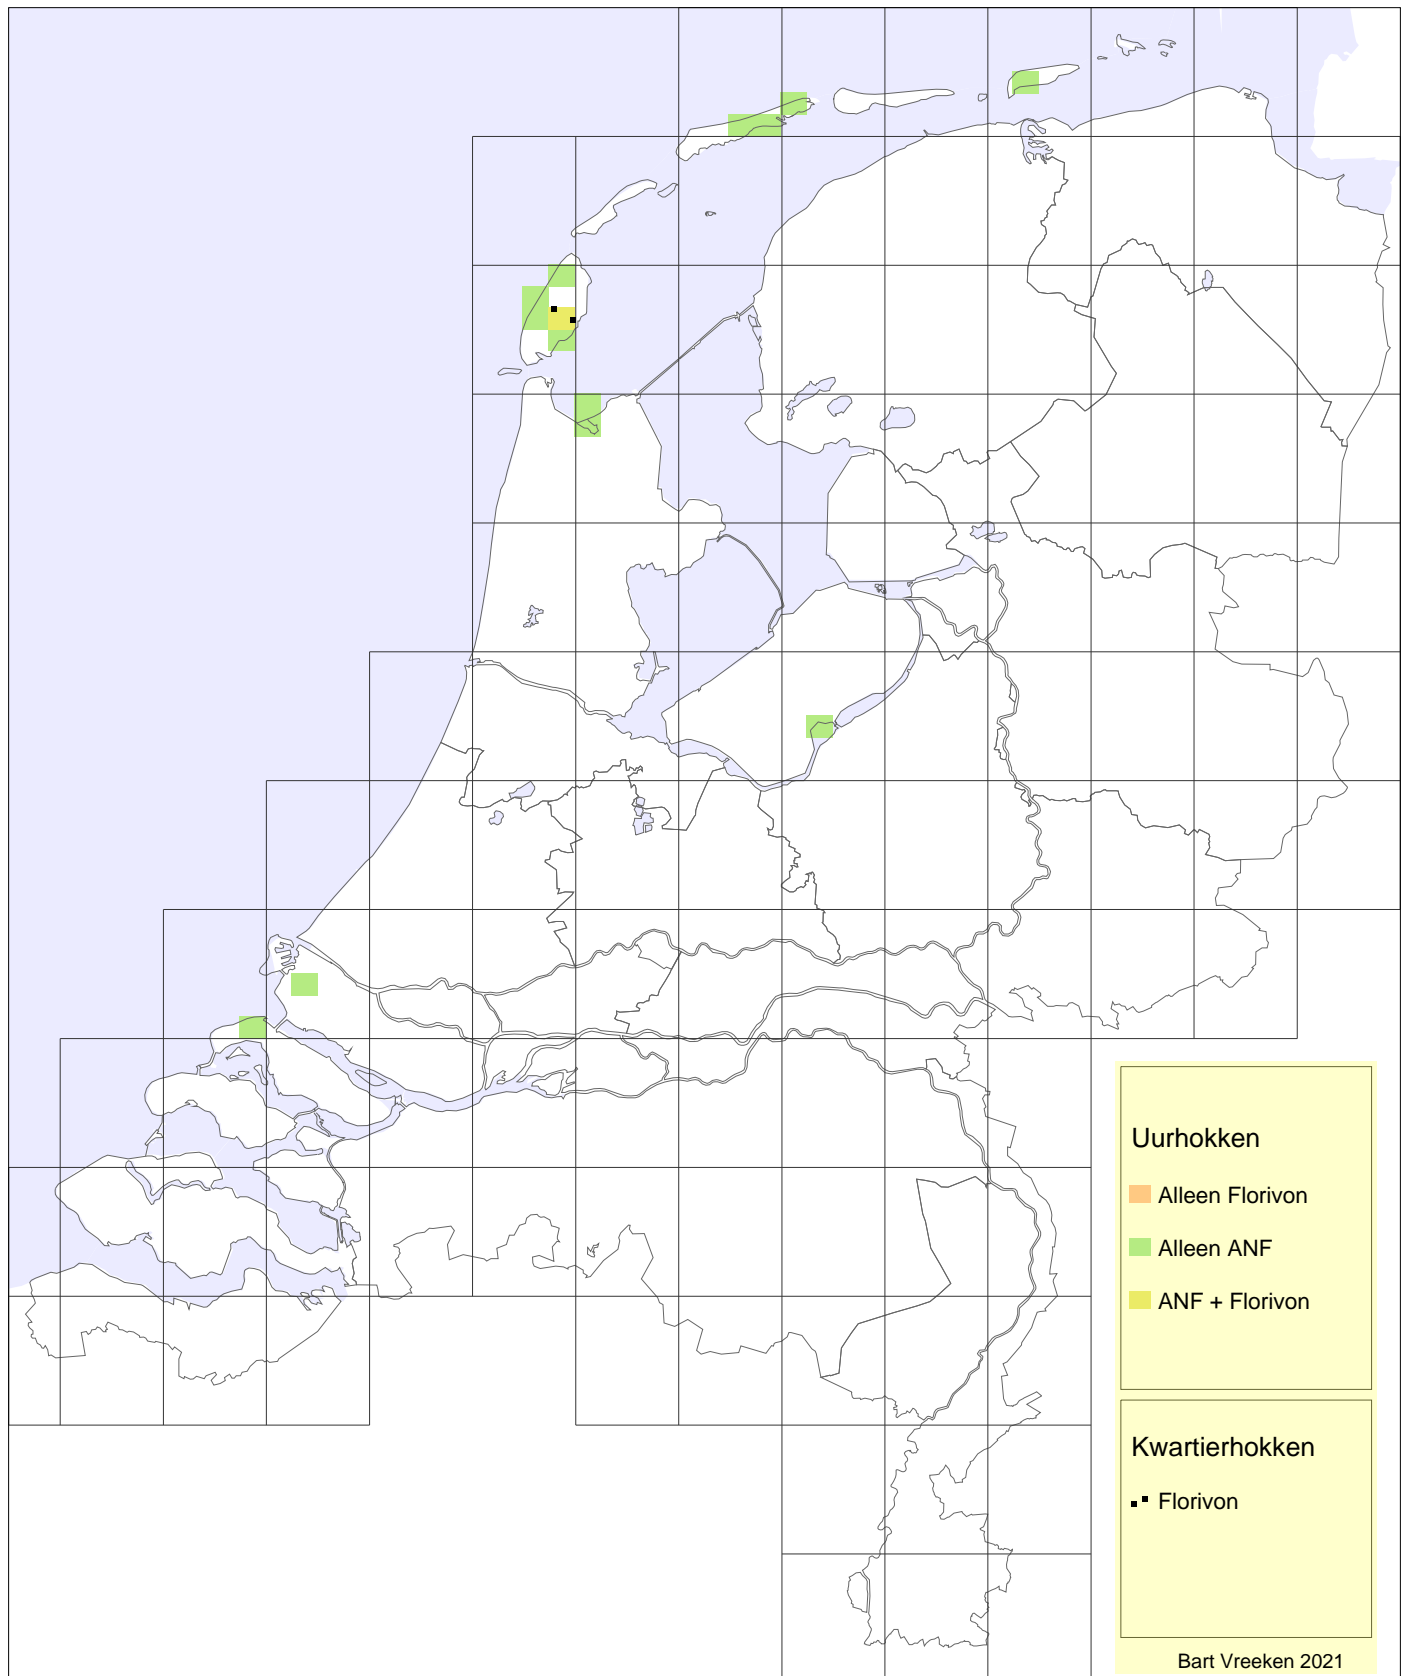 Uurhokken
Alleen Florivon
Alleen ANF
ANF + Florivon
Kwartierhokken
Florivon
Bart Vreeken 2021